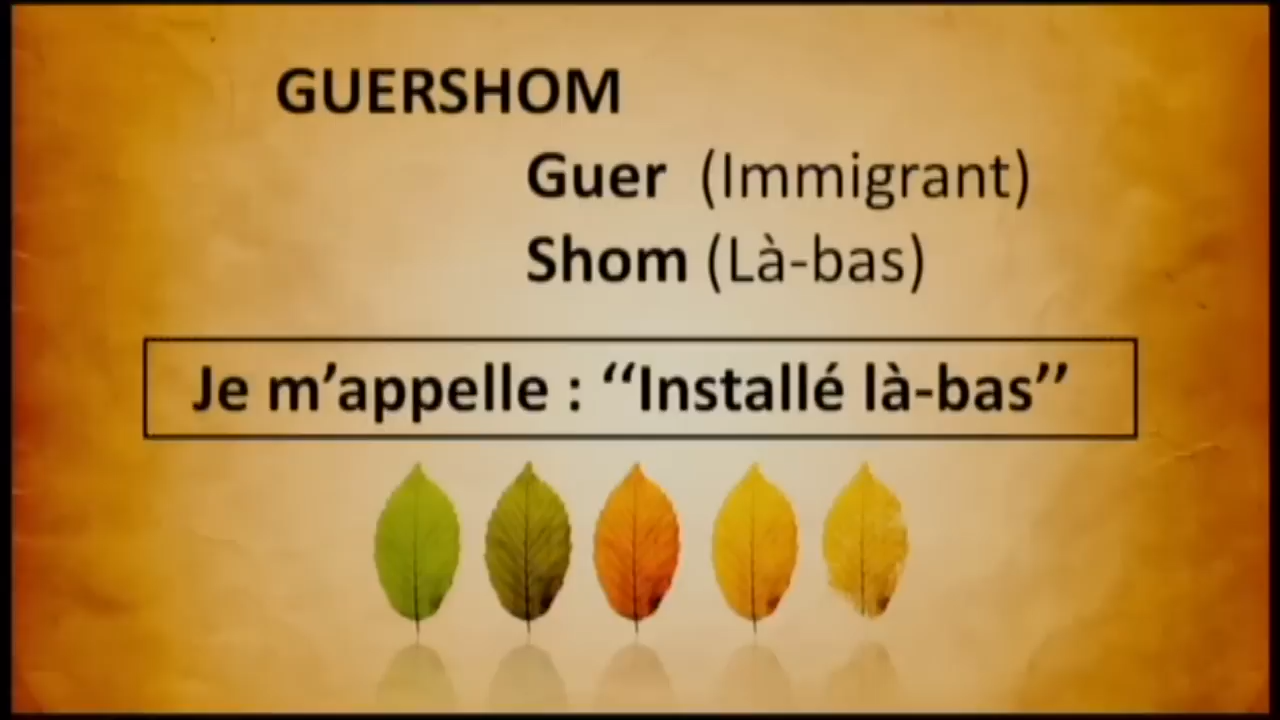 GUERSHOM
Guer (Immigrant)
Shom (Là-bas)
Je m’appelle : ‘‘Installé là-bas’’